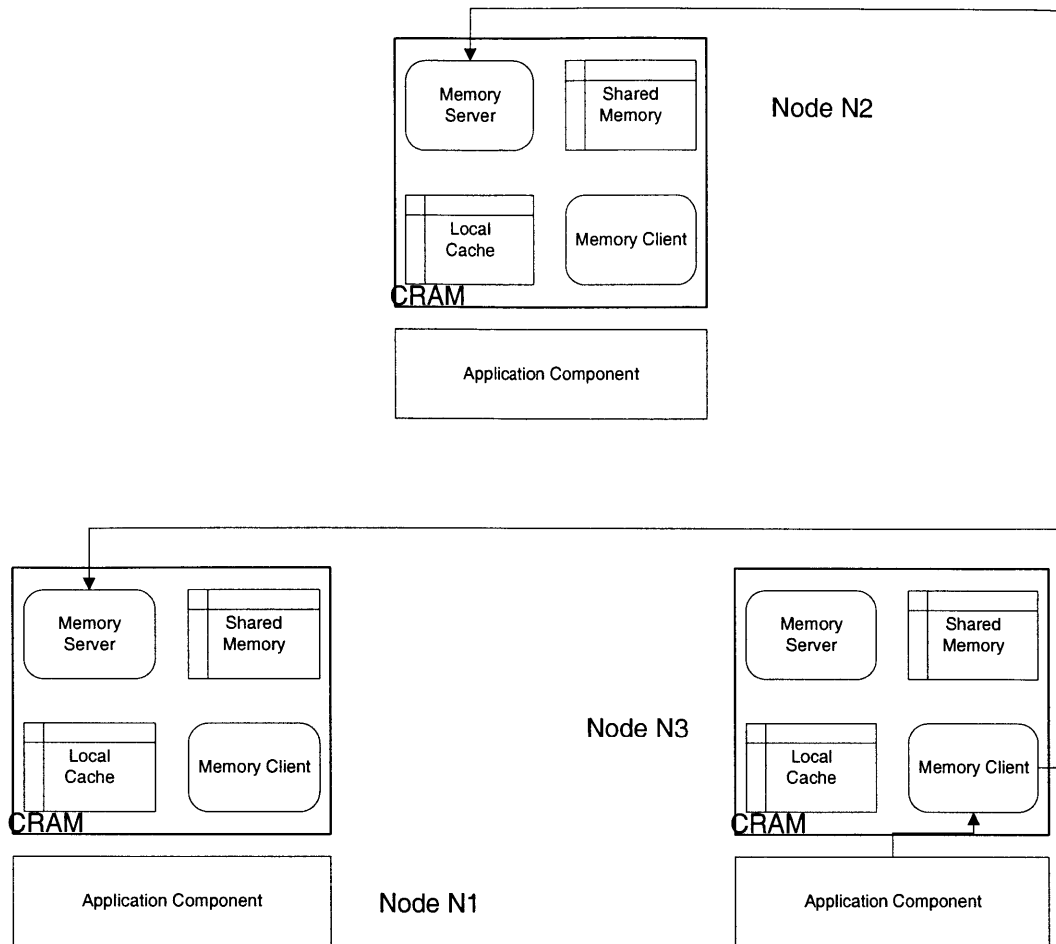 Memory
Server
Shared
Memory
Node N2
Local
Cache
Memory Client
CRAM
Application Component
Memory
Server
Shared
Memory
Memory
Server
Shared
Memory
Node N3
Local
Cache
Memory Client
Local
Cache
Memory Client
CRAM
CRAM
Application Component
Node N1
Application Component